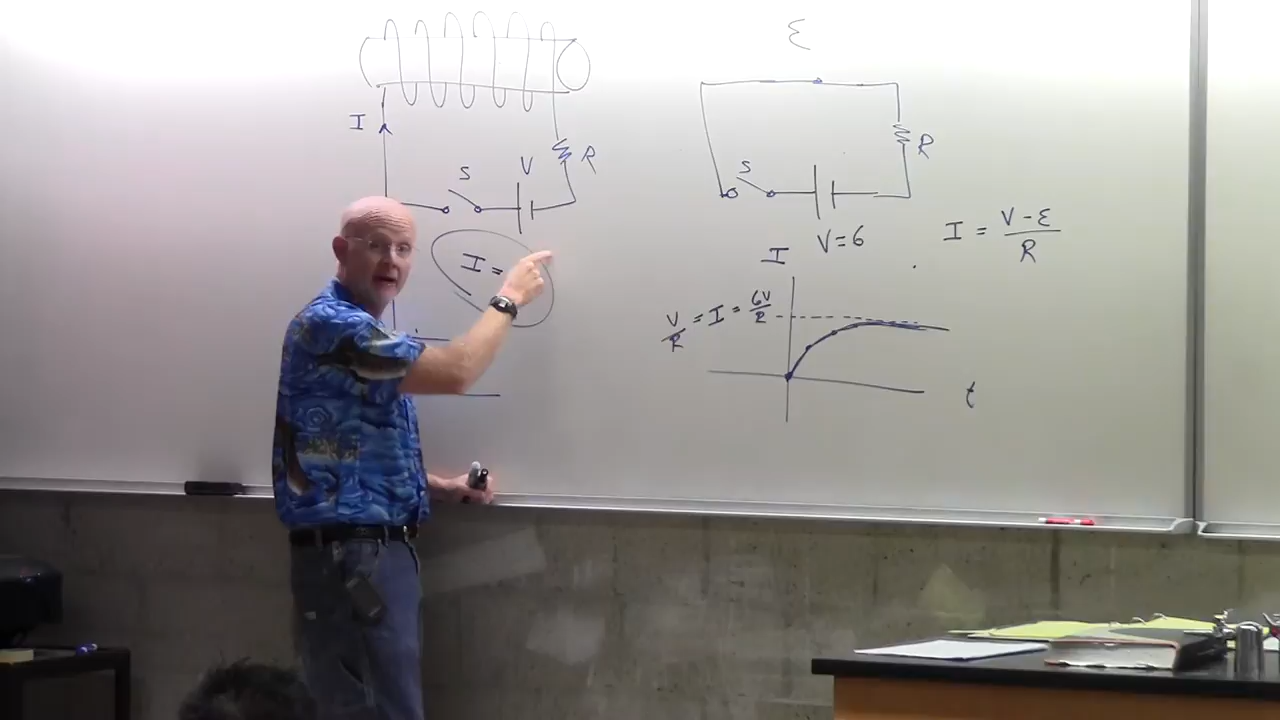 ε
I
R
V
S
I =
S
R
V = 6
I = V - ε / R
I
V/R = I = 6V/R
t